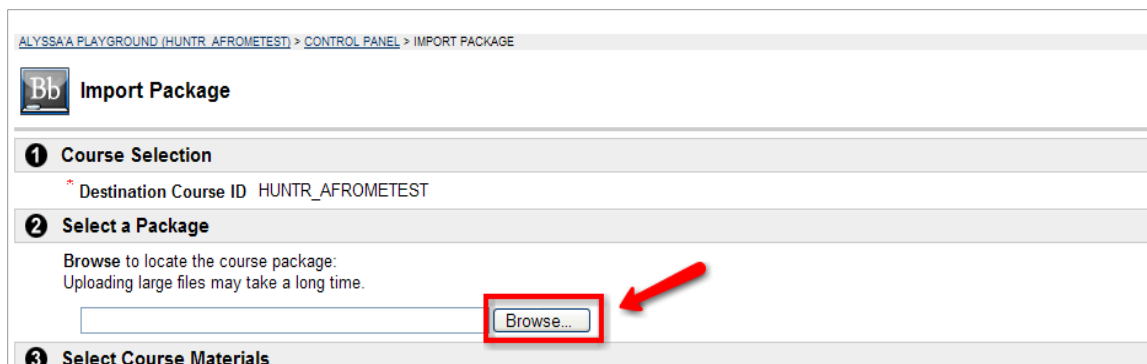 ALYSSA'A PLAYGROUND (HUNTR_AFROMETEST) > CONTROL PANEL > IMPORT PACKAGE
Bb Import Package
1 Course Selection
* Destination Course ID HUNTR_AFROMETEST
2 Select a Package
Browse to locate the course package:
Uploading large files may take a long time.
Browse...
3 Select Course Materials